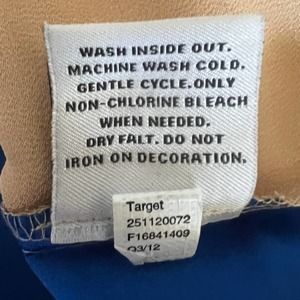 WASH INSIDE OUT.
MACHINE WASH COLD.
GENTLE CYCLE.ONLY
NON-CHLORINE BLEACH
WHEN NEEDED.
DRY FALT. DO NOT
IRON ON DECORATION.
Target
251120072
F16841409
Q3/12